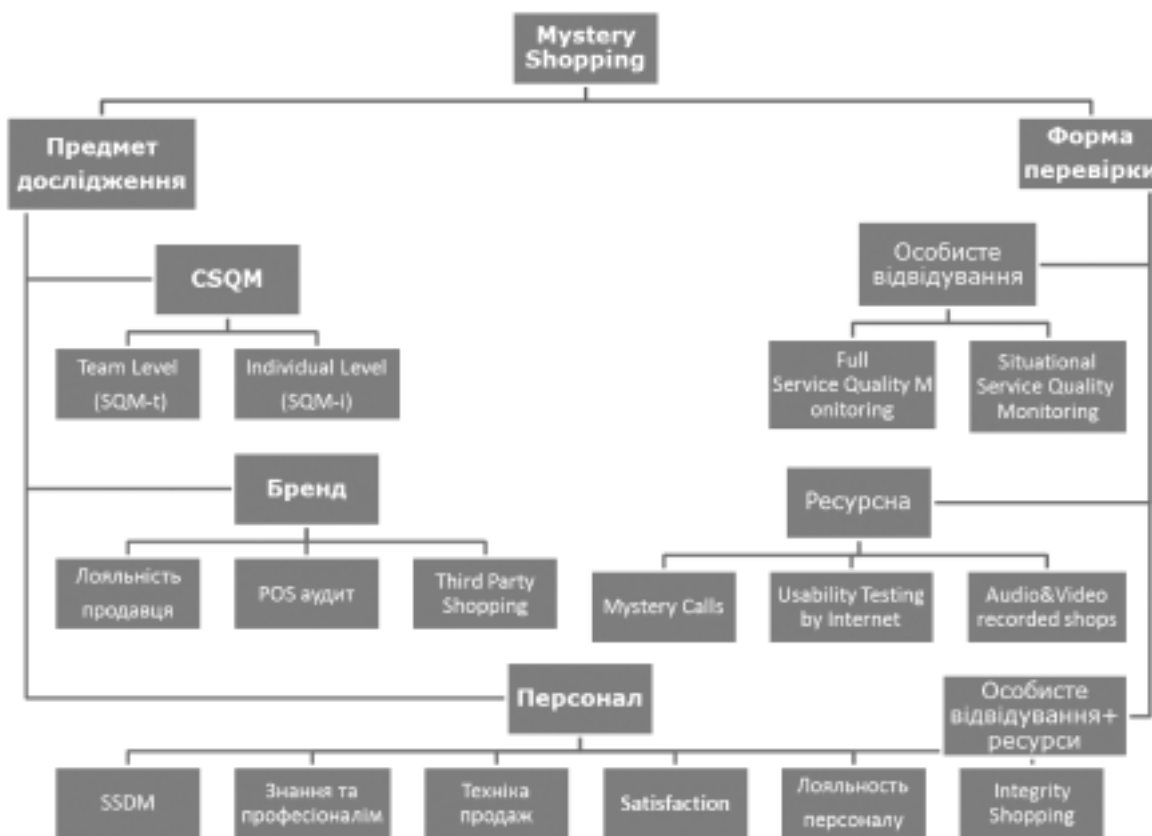 Mystery
Shopping
Предмет
дослідження
Форма
перевірки
CSQM
Особисте
відвідування
Team Level
(SQM-t)
Individual Level
(SQM-i)
Full
Service Quality M
onitoring
Situational
Service Quality
Monitoring
Бренд
Ресурсна
Лояльність
продавця
POS аудит
Third Party
Shopping
Mystery Calls
Usability Testing
by Internet
Audio&Video
recorded shops
Персонал
Особисте
відвідування+
ресурси
SSDM
Знання та
професіоналім
Техніка
продаж
Satisfaction
Лояльность
персоналу
Integrity
Shopping